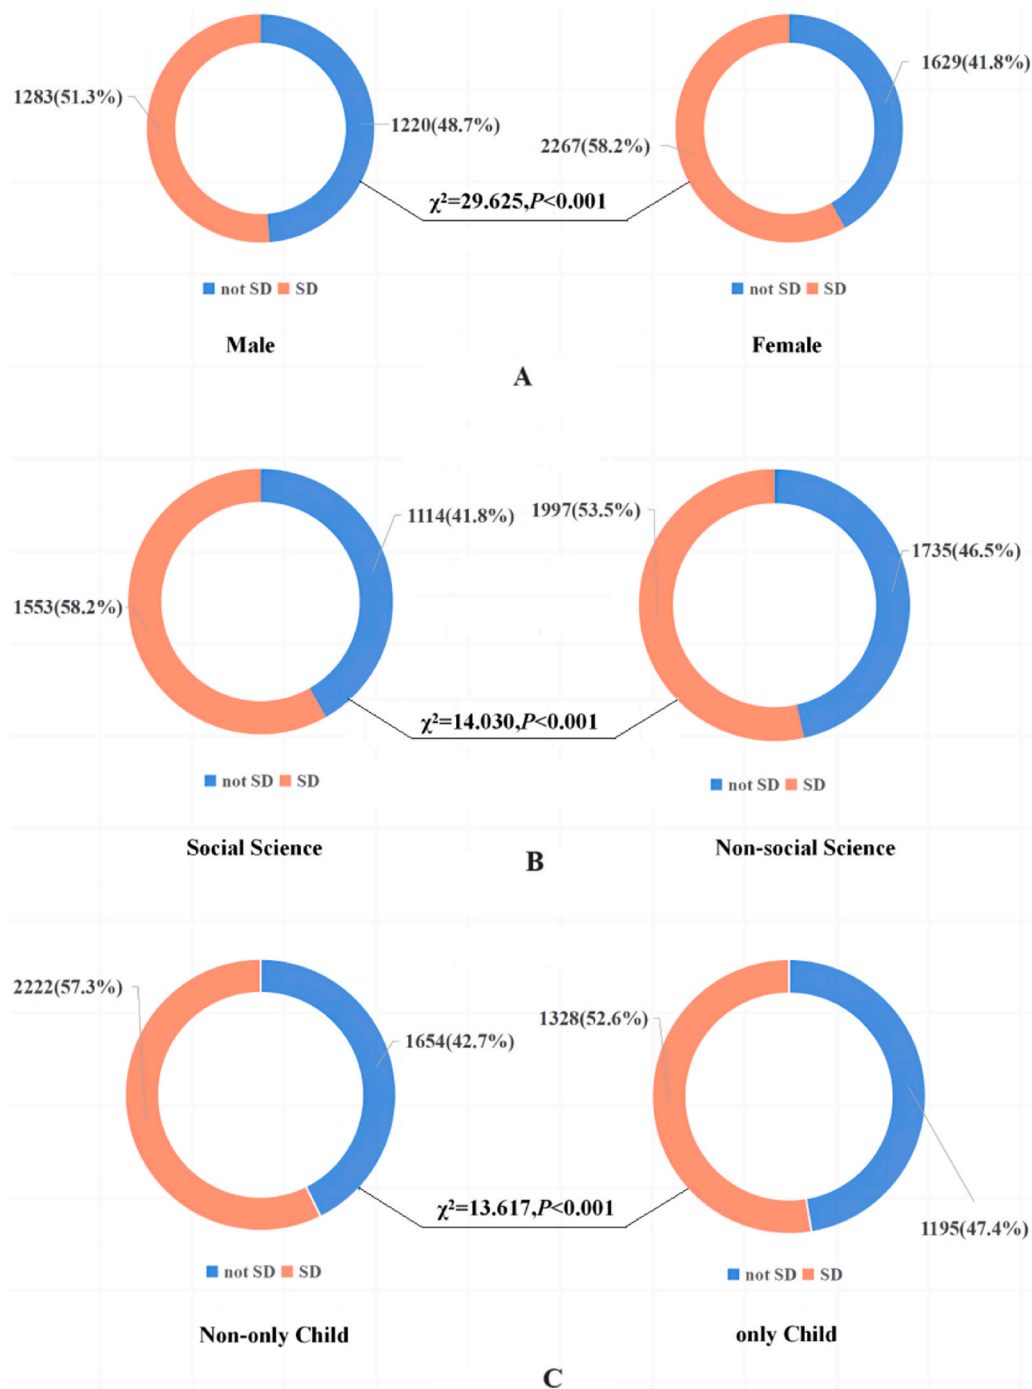 1283(51.3%)
1220(48.7%)
1629(41.8%)
2267(58.2%)
χ²=29.625,P<0.001
not SD SD
not SD SD
Male
Female
A
1114(41.8%)
1553(58.2%)
1997(53.5%)
1735(46.5%)
χ²=14.030,P<0.001
not SD SD
not SD SD
Social Science
Non-social Science
B
2222(57.3%)
1654(42.7%)
1328(52.6%)
1195(47.4%)
χ²=13.617,P<0.001
not SD SD
not SD SD
Non-only Child
only Child
C